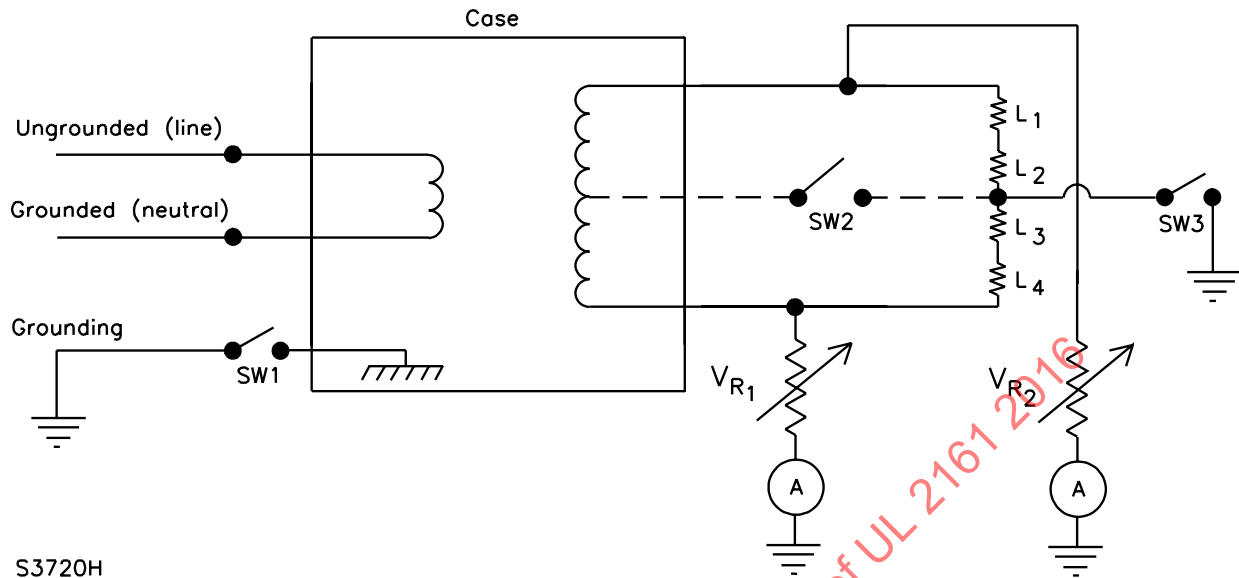 Case
Ungrounded (line)
Grounded (neutral)
Grounding
SW1
L1
L2
L3
L4
SW2
SW3
VR1
VR2
A
A
of UL 2161 2016
S3720H